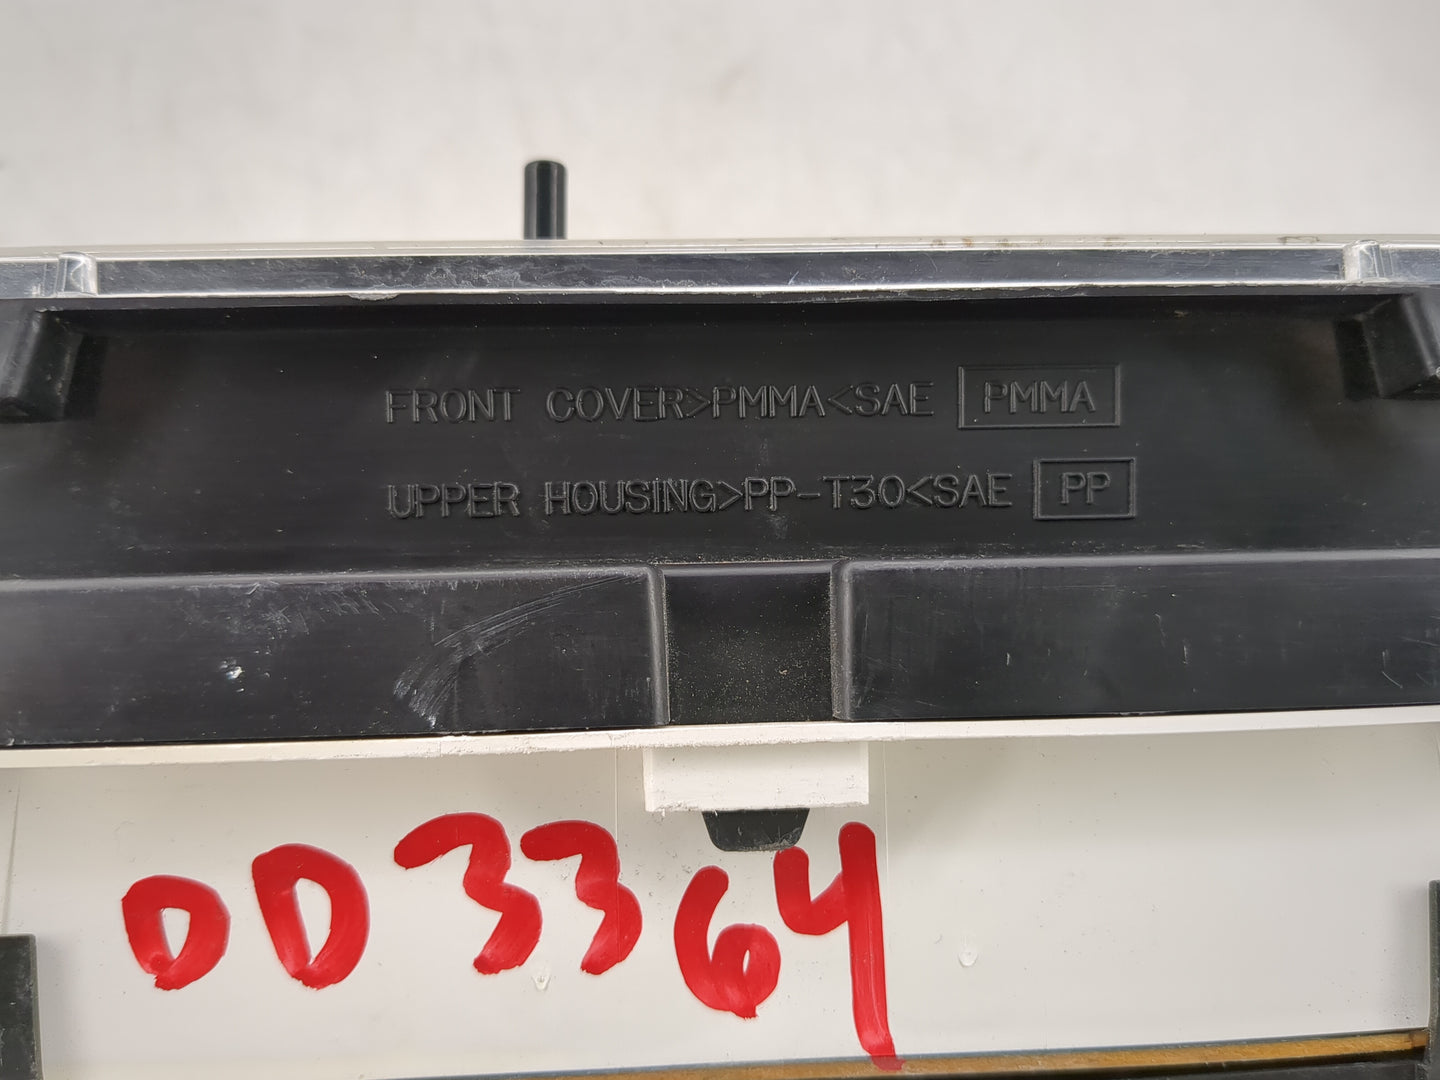 FRONT COVER>PMMA<SAE PMMA
UPPER HOUSING>PP-T30<SAE PP
DD3364